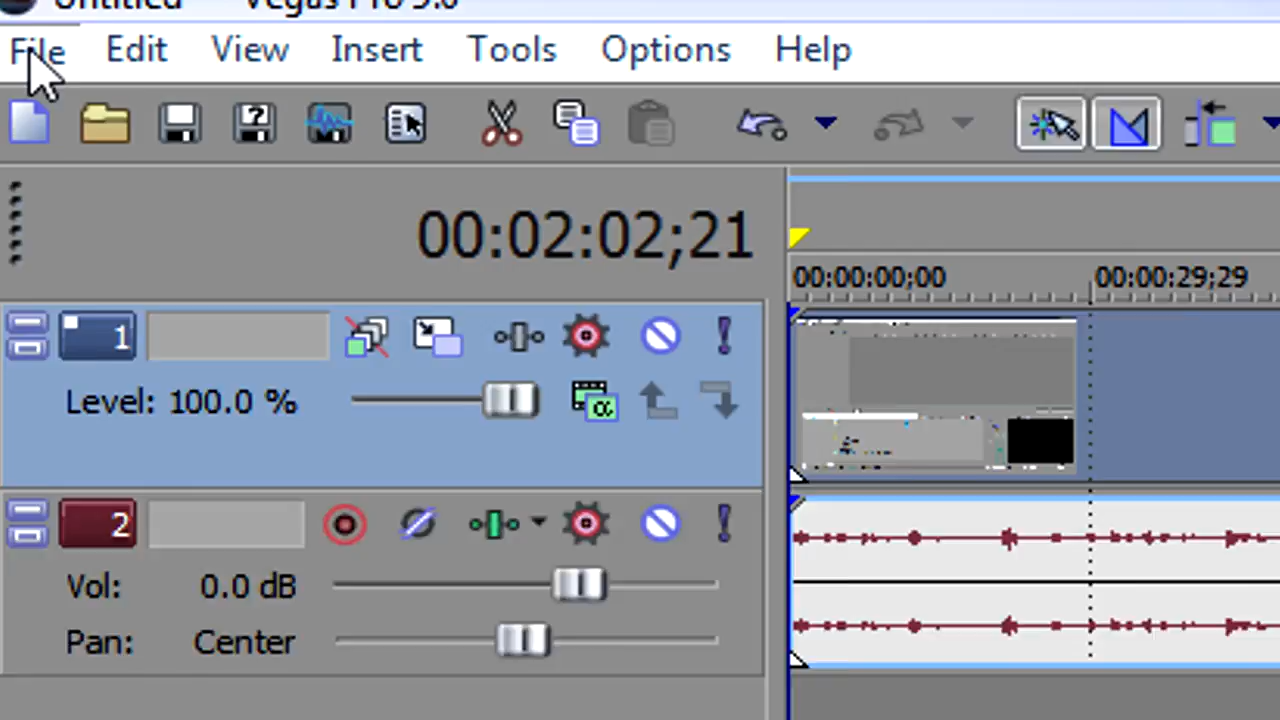 Untitled - Vegas Pro 9.0
File Edit View Insert Tools Options Help
00:02:02;21
00:00:00;00 00:00:29;29
1
Level: 100.0 %
2
Vol: 0.0 dB
Pan: Center